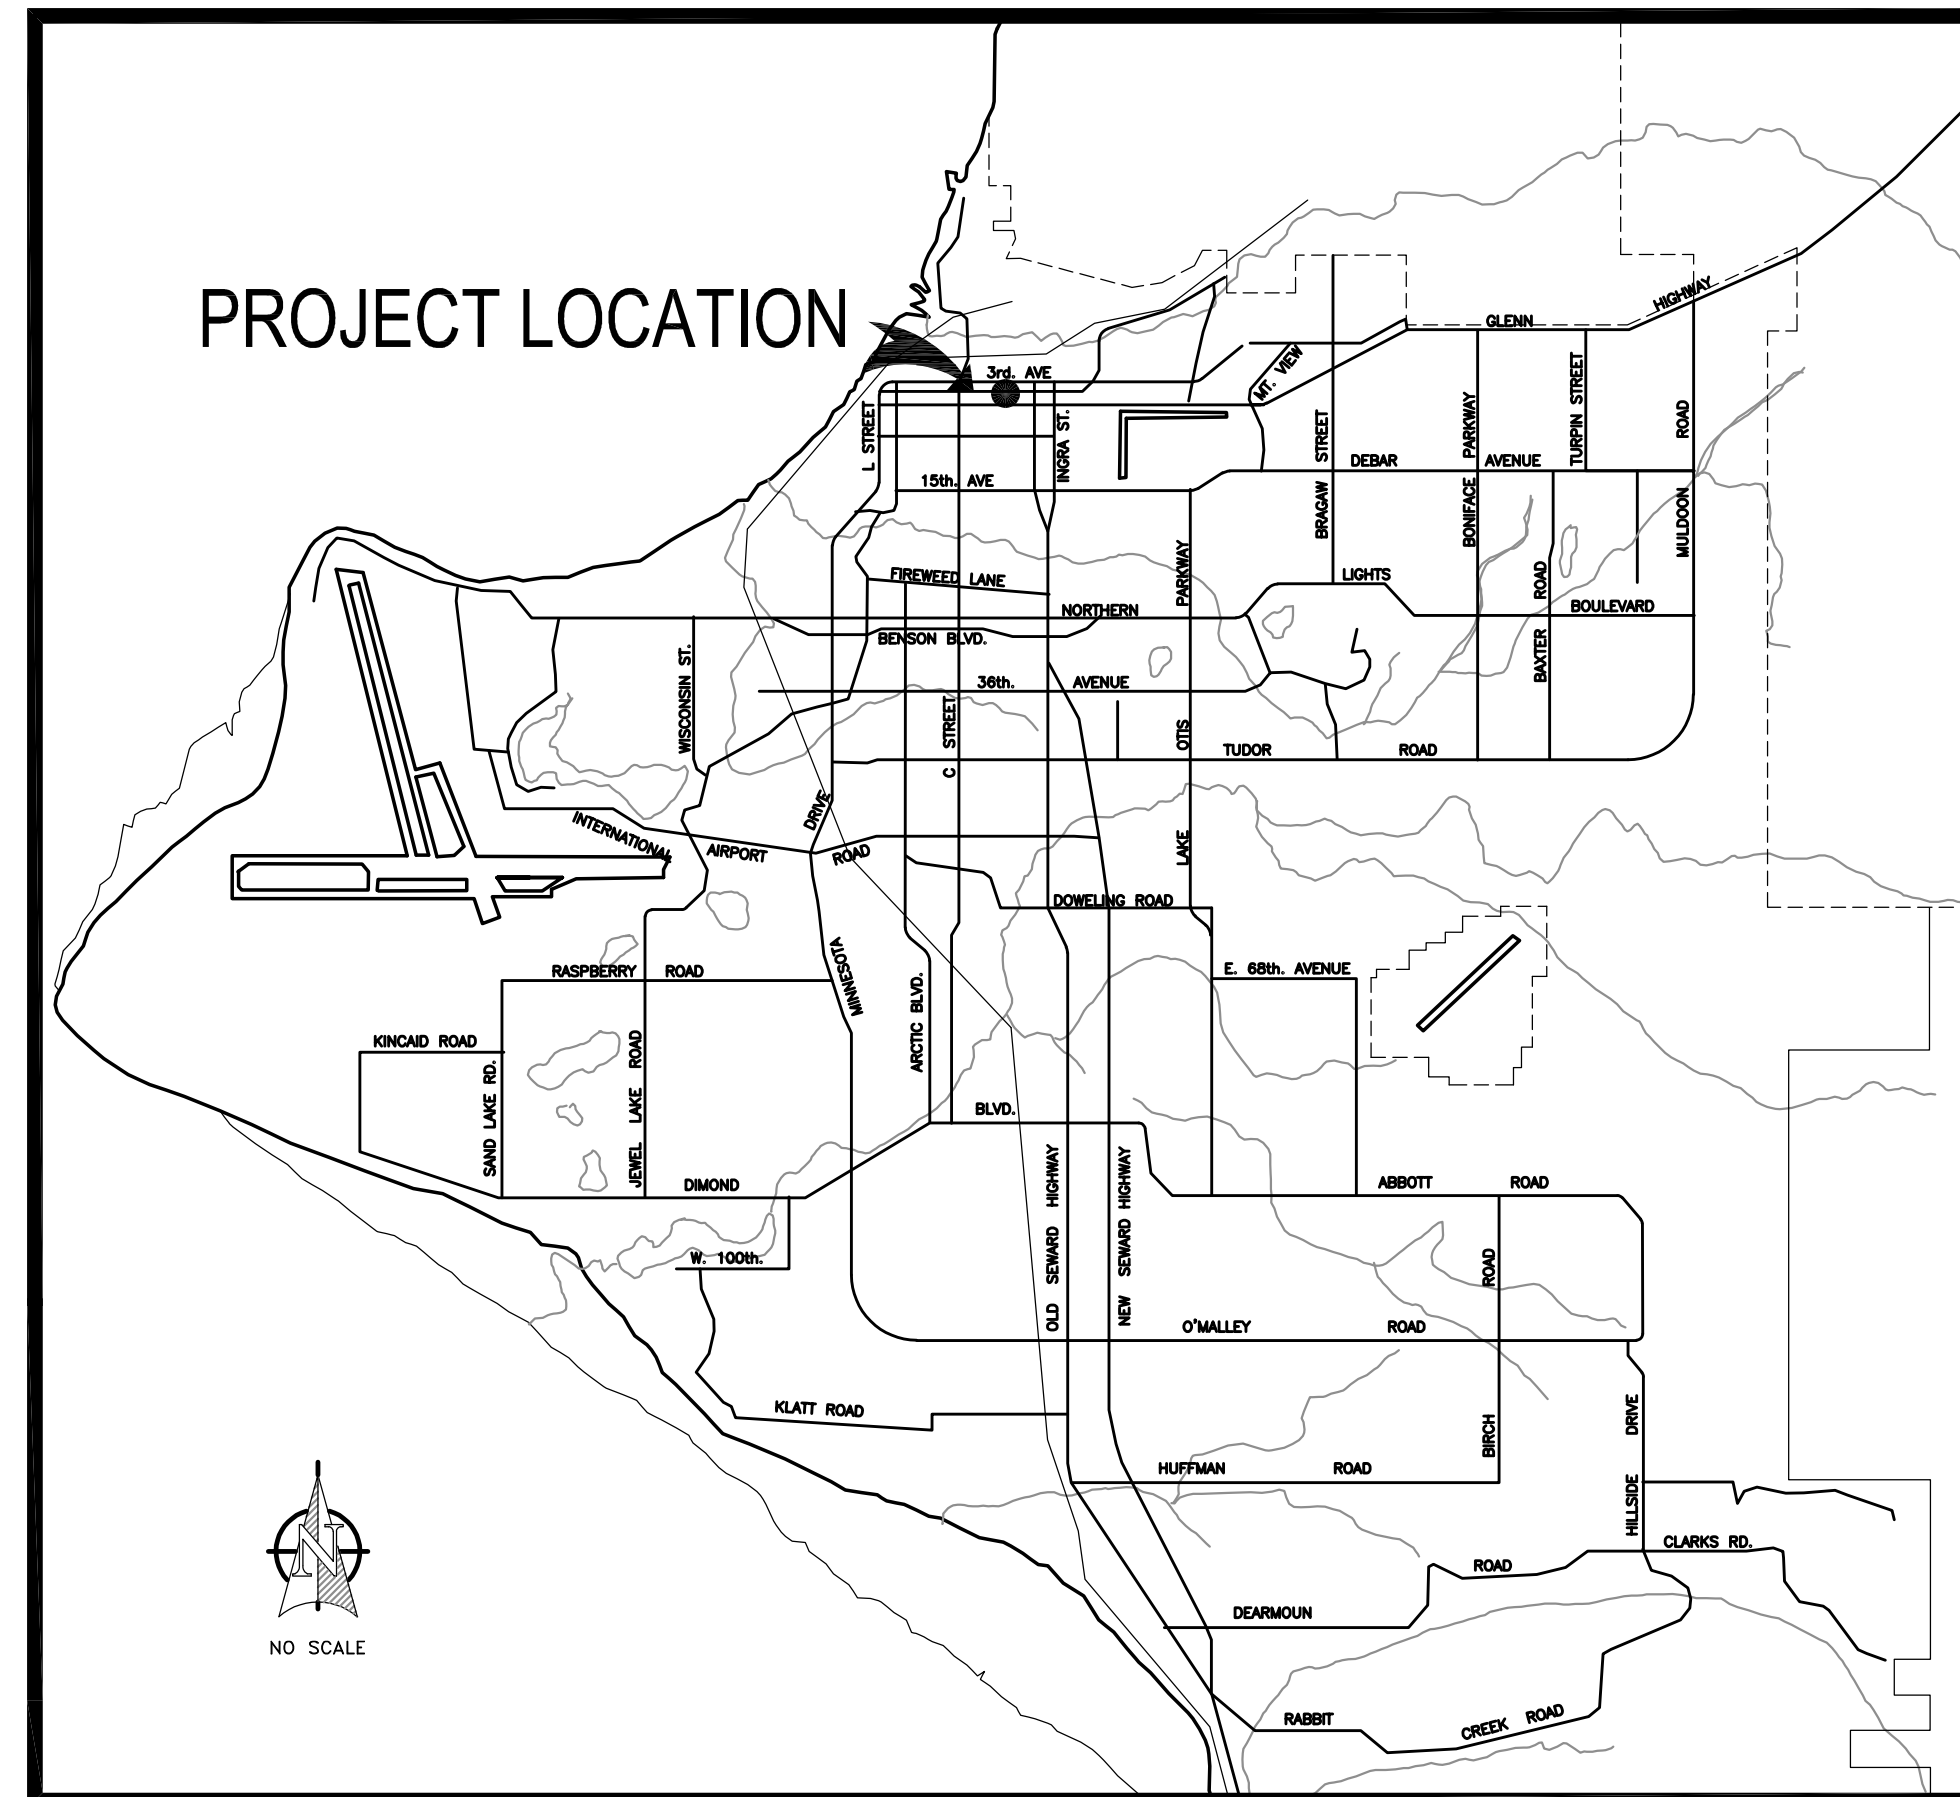 PROJECT LOCATION
HIGHWAY
GLENN
3rd. AVE
MT. VIEW
L STREET
INGRA ST.
STREET
PARKWAY
TURPIN STREET
ROAD
15th. AVE
DEBAR
AVENUE
BRAGAW
BONIFACE
MULDOON
FIREWEED LANE
PARKWAY
LIGHTS
ROAD
NORTHERN
BOULEVARD
BENSON BLVD.
BAXTER
WISCONSIN ST.
36th. AVENUE
C STREET
OTIS
TUDOR
ROAD
DRIVE
INTERNATIONAL
AIRPORT
ROAD
LAKE
DOWELING ROAD
MINNESOTA
RASPBERRY ROAD
E. 68th. AVENUE
ARCTIC BLVD.
KINCAID ROAD
SAND LAKE RD.
JEWEL LAKE ROAD
BLVD.
DIMOND
OLD SEWARD HIGHWAY
NEW SEWARD HIGHWAY
ABBOTT
ROAD
W. 100th.
ROAD
O'MALLEY
ROAD
KLATT ROAD
BIRCH
DRIVE
HUFFMAN
ROAD
HILLSIDE
CLARKS RD.
ROAD
DEARMOUN
N
NO SCALE
RABBIT
CREEK ROAD